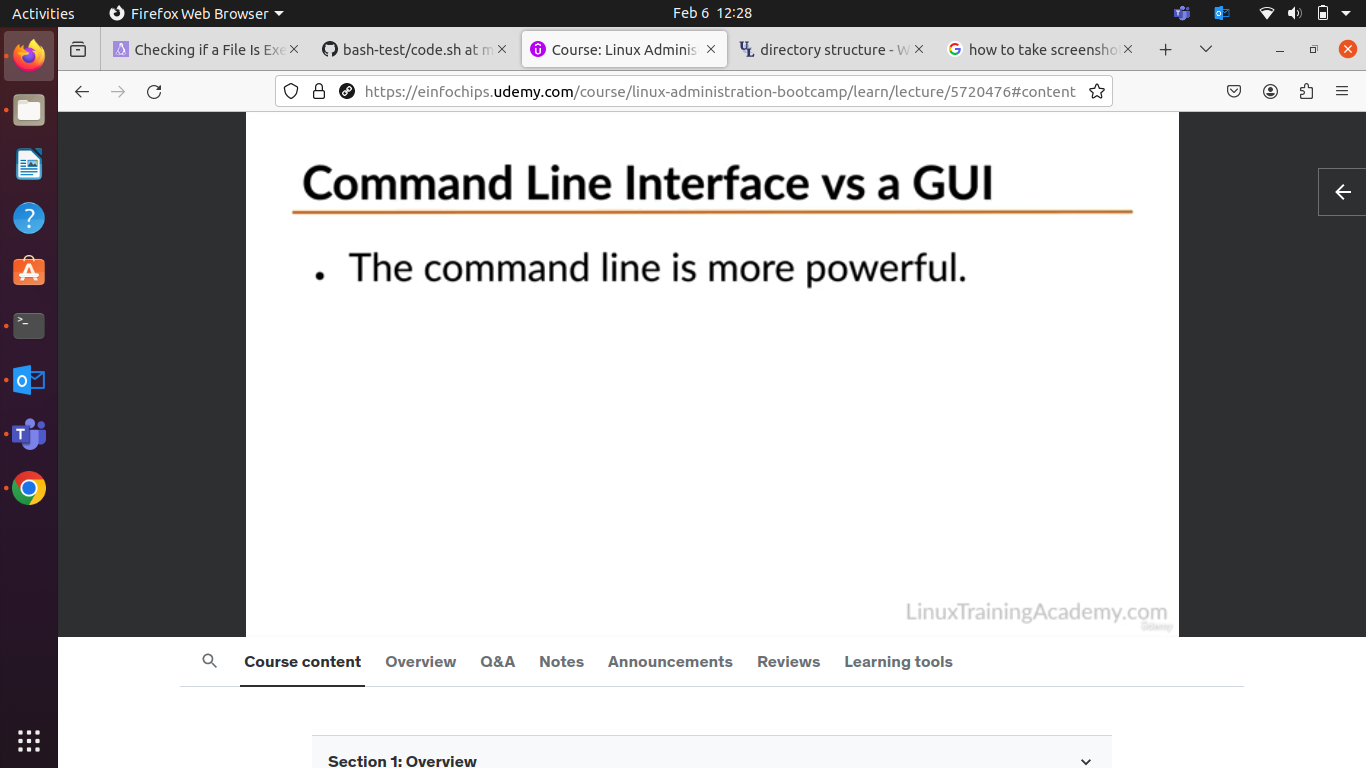 Activities
Firefox Web Browser
Feb 6 12:28
Checking if a File Is Exe
bash-test/code.sh at m
Course: Linux Adminis
directory structure - W
how to take screensho
https://einfochips.udemy.com/course/linux-administration-bootcamp/learn/lecture/5720476#content
Command Line Interface vs a GUI
• The command line is more powerful.
LinuxTrainingAcademy.com
Udemy
Course content
Overview
Q&A
Notes
Announcements
Reviews
Learning tools
Section 1: Overview